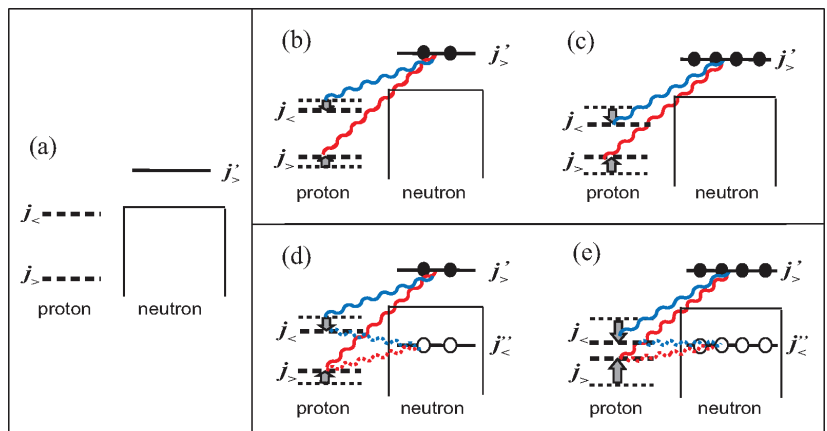 (a)
j'>
j<
j>
proton
neutron
(b)
j'>
j<
j>
proton
neutron
(c)
j'>
j<
j>
proton
neutron
(d)
j'>
j<
j''<
j>
proton
neutron
(e)
j'>
j<
j''<
j>
proton
neutron